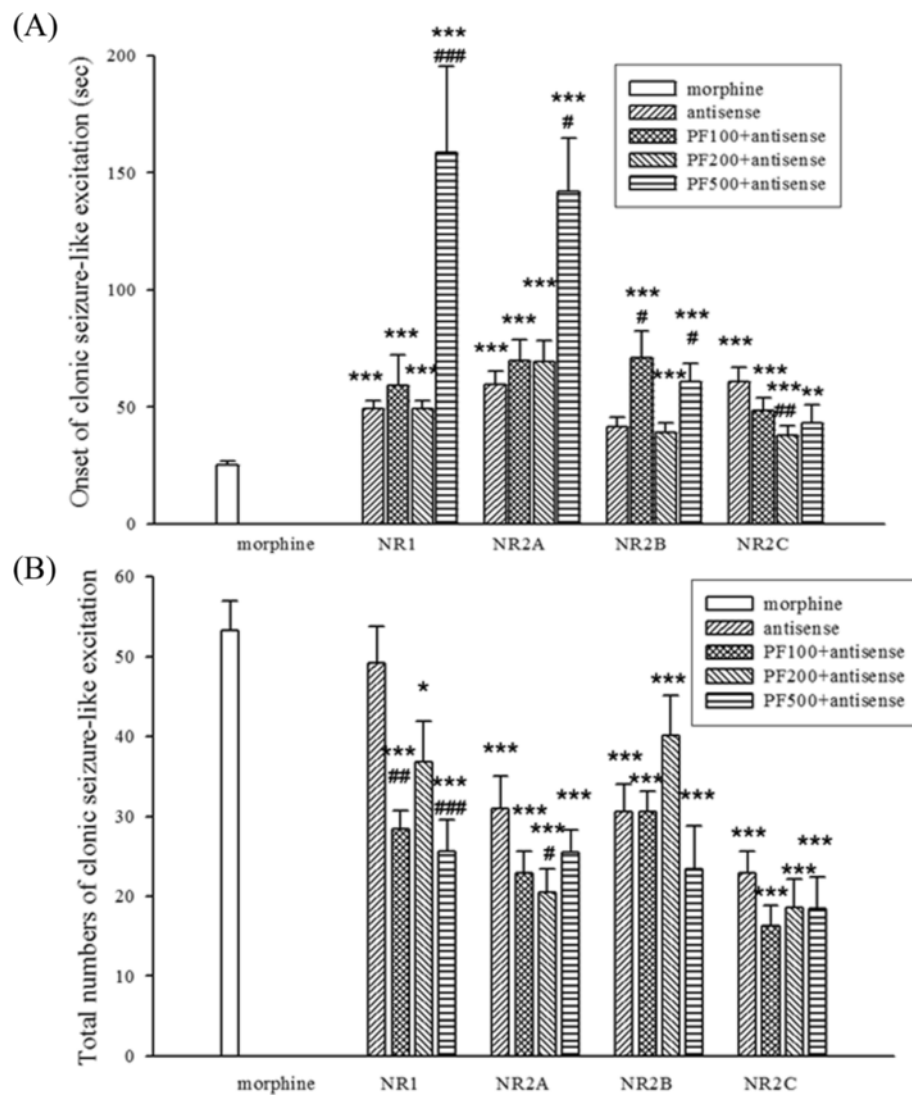 (A)
Onset of clonic seizure-like excitation (sec)
200
150
100
50
0
morphine
antisense
PF100+antisense
PF200+antisense
PF500+antisense
***
###
***
#
***
***
***
***
***
***
***
#
***
***
#
***
***
***
##
**
morphine
NR1
NR2A
NR2B
NR2C
(B)
Total numbers of clonic seizure-like excitation
60
50
40
30
20
10
0
morphine
antisense
PF100+antisense
PF200+antisense
PF500+antisense
***
##
*
***
###
***
***
***
#
***
***
***
***
***
***
***
***
***
morphine
NR1
NR2A
NR2B
NR2C